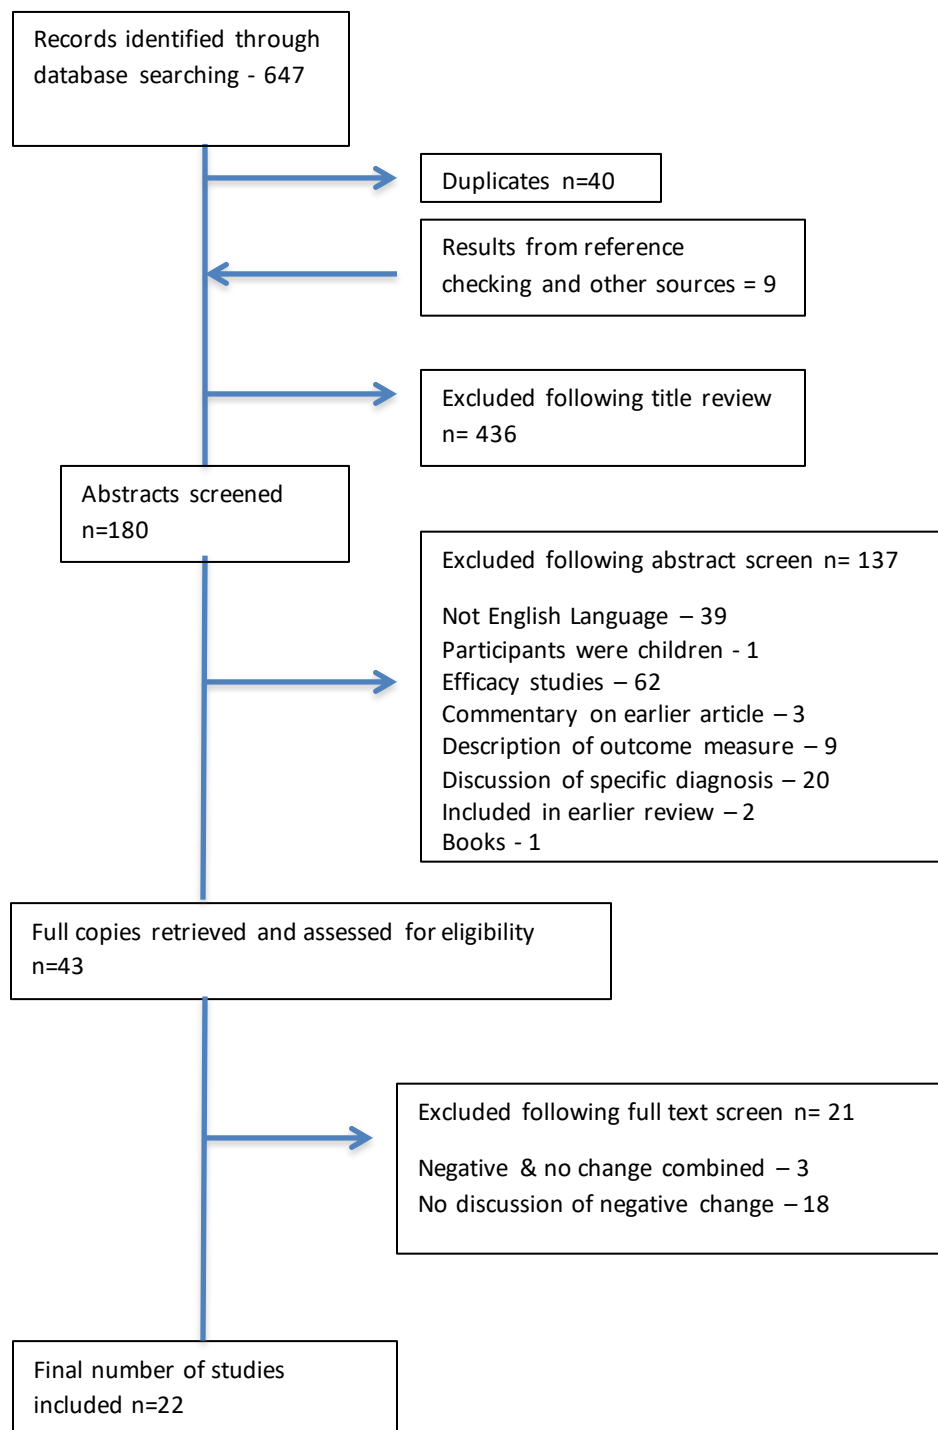 Records identified through
database searching - 647
Duplicates n=40
Results from reference
checking and other sources = 9
Excluded following title review
n= 436
Abstracts screened
n=180
Excluded following abstract screen n= 137
Not English Language – 39
Participants were children - 1
Efficacy studies – 62
Commentary on earlier article – 3
Description of outcome measure – 9
Discussion of specific diagnosis – 20
Included in earlier review – 2
Books - 1
Full copies retrieved and assessed for eligibility
n=43
Excluded following full text screen n= 21
Negative & no change combined – 3
No discussion of negative change – 18
Final number of studies
included n=22